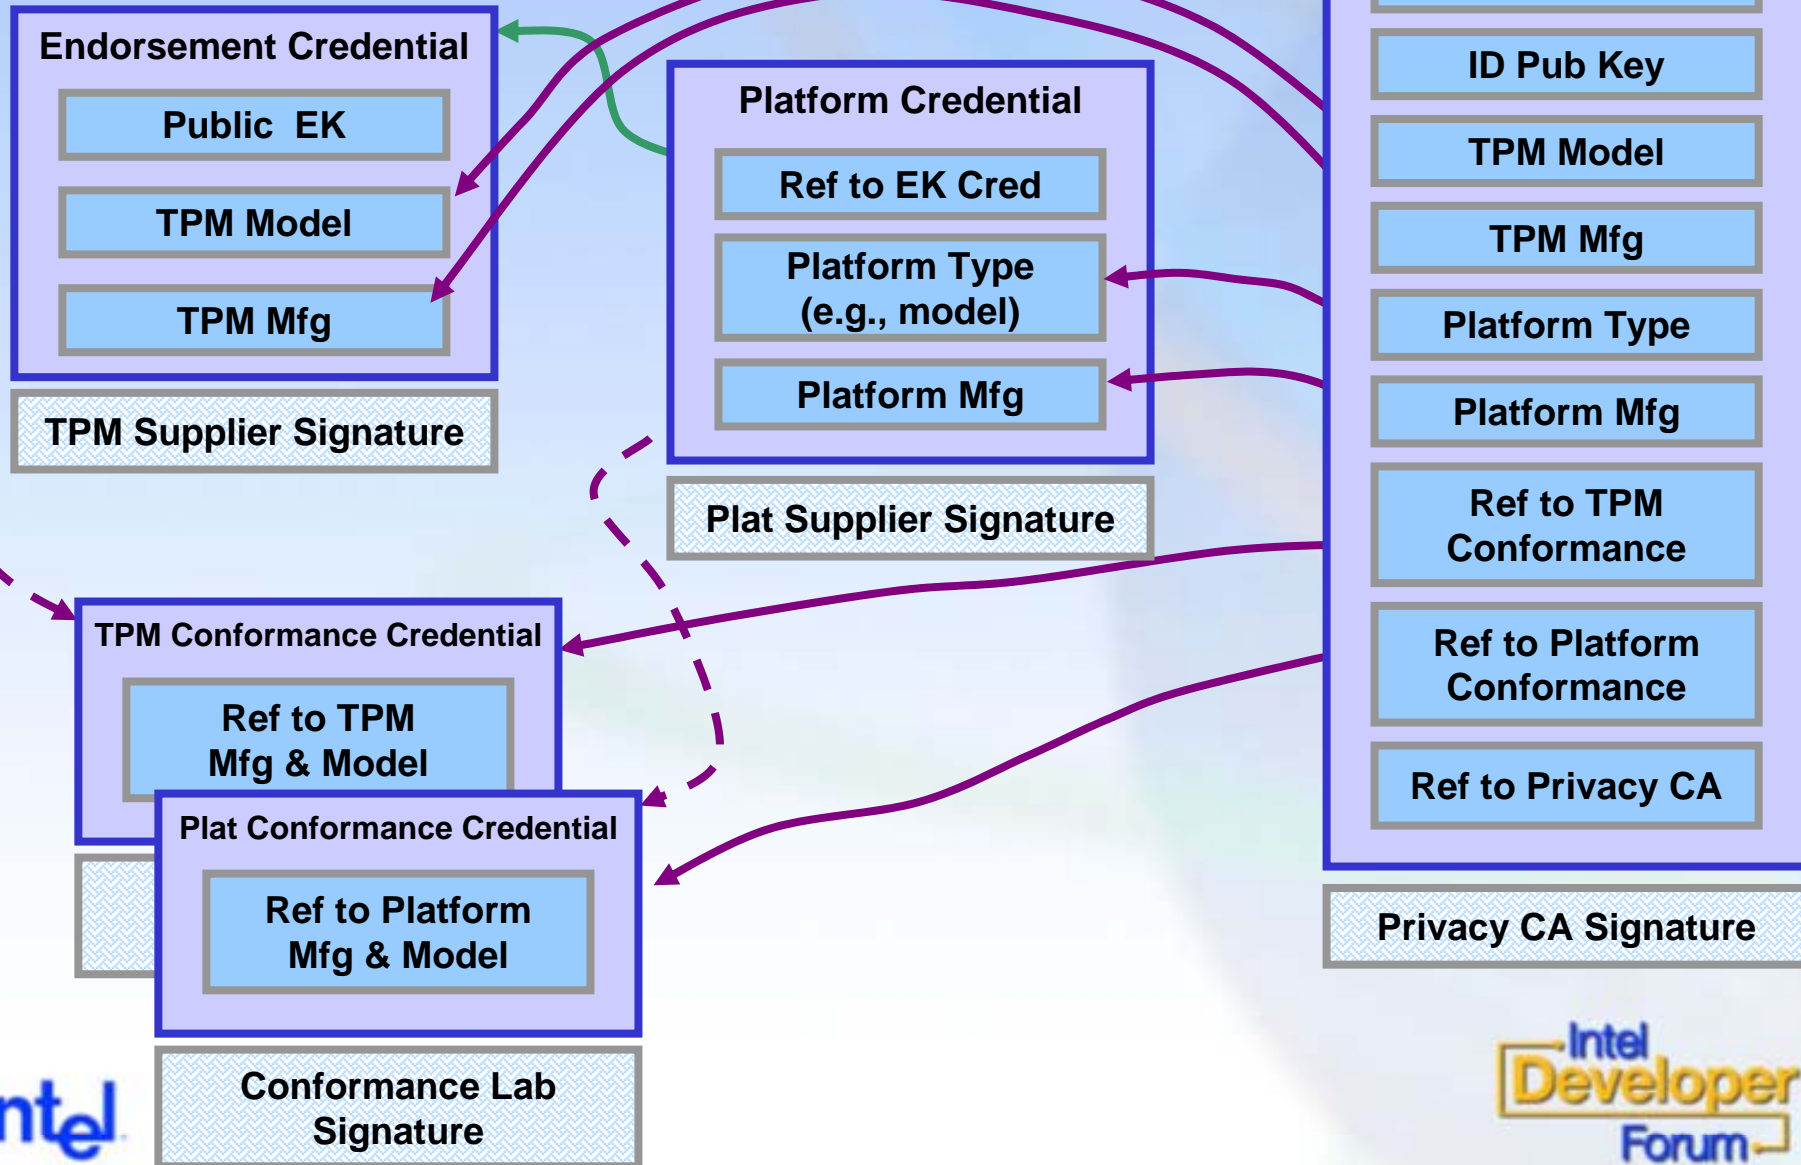 Endorsement Credential
Public EK
TPM Model
TPM Mfg
TPM Supplier Signature
Platform Credential
Ref to EK Cred
Platform Type
(e.g., model)
Platform Mfg
Plat Supplier Signature
ID Pub Key
TPM Model
TPM Mfg
Platform Type
Platform Mfg
Ref to TPM
Conformance
Ref to Platform
Conformance
Ref to Privacy CA
Privacy CA Signature
TPM Conformance Credential
Ref to TPM
Mfg & Model
Plat Conformance Credential
Ref to Platform
Mfg & Model
Conformance Lab
Signature
ntel
Intel
Developer
Forum